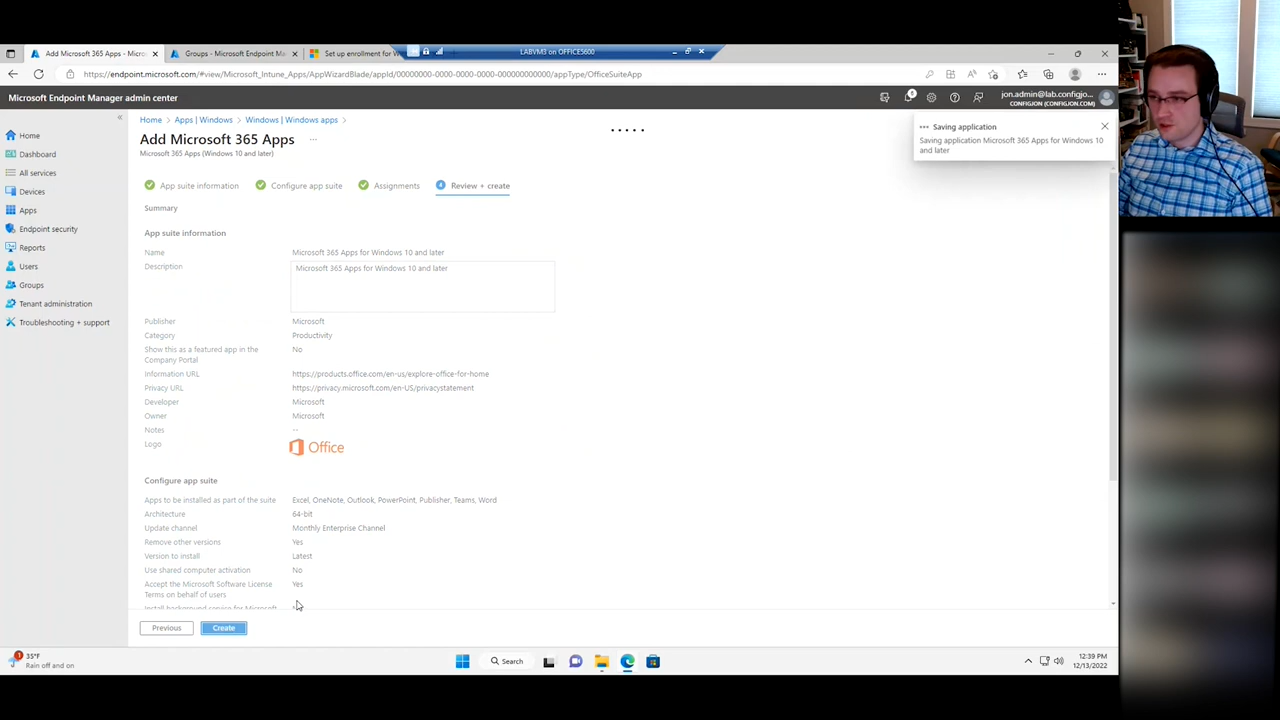 LABVM3 on OFFICE5600
Add Microsoft 365 Apps - Micros
Groups - Microsoft Endpoint M
Set up enrollment for W
https://endpoint.microsoft.com/#view/Microsoft_Intune_Apps/AppWizardBlade/appId/00000000-0000-0000-0000-000000000000/appType/OfficeSuiteApp
Microsoft Endpoint Manager admin center
jon.admin@lab.configjo...
CONFIGJON (CONFIGJON.COM)
Home
Dashboard
All services
Devices
Apps
Endpoint security
Reports
Users
Groups
Tenant administration
Troubleshooting + support
Home > Apps | Windows > Windows | Windows apps >
Add Microsoft 365 Apps ...
Microsoft 365 Apps (Windows 10 and later)
Saving application
Saving application Microsoft 365 Apps for Windows 10
and later
App suite information
Configure app suite
Assignments
4 Review + create
Summary
App suite information
Name Microsoft 365 Apps for Windows 10 and later
Description Microsoft 365 Apps for Windows 10 and later
Publisher Microsoft
Category Productivity
Show this as a featured app in the No
Company Portal
Information URL https://products.office.com/en-us/explore-office-for-home
Privacy URL https://privacy.microsoft.com/en-US/privacystatement
Developer Microsoft
Owner Microsoft
Notes --
Logo Office
Configure app suite
Apps to be installed as part of the suite Excel, OneNote, Outlook, PowerPoint, Publisher, Teams, Word
Architecture 64-bit
Update channel Monthly Enterprise Channel
Remove other versions Yes
Version to install Latest
Use shared computer activation No
Accept the Microsoft Software License Yes
Terms on behalf of users
Install background service for Microsoft
Previous
Create
35°F
Rain off and on
Search
12:39 PM
12/13/2022